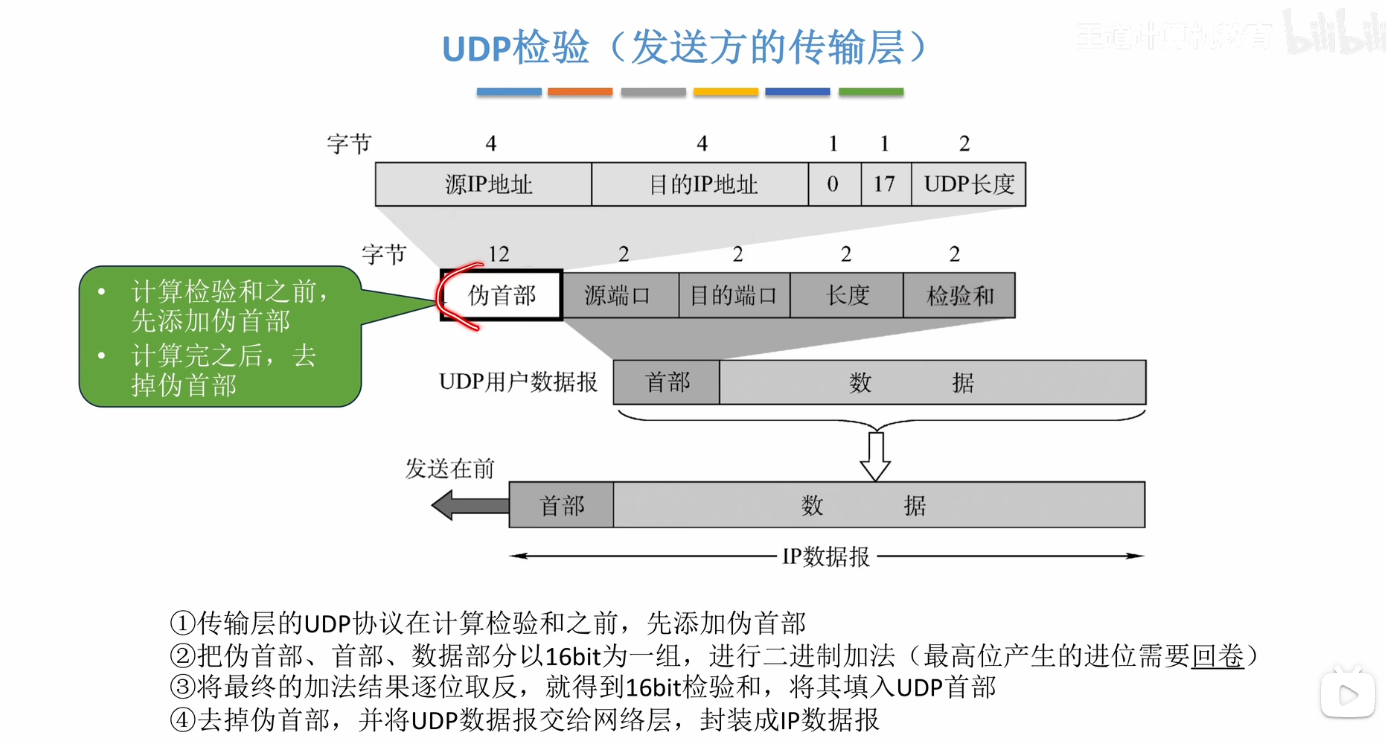 王道计算机教育 bilibili
UDP检验（发送方的传输层）
字节 4 4 1 1 2
源IP地址 目的IP地址 0 17 UDP长度
字节 12 2 2 2 2
伪首部 源端口 目的端口 长度 检验和
• 计算检验和之前，
先添加伪首部
• 计算完之后，去
掉伪首部
UDP用户数据报 首部 数 据
发送在前
首部 数 据
IP数据报
①传输层的UDP协议在计算检验和之前，先添加伪首部
②把伪首部、首部、数据部分以16bit为一组，进行二进制加法（最高位产生的进位需要回卷）
③将最终的加法结果逐位取反，就得到16bit检验和，将其填入UDP首部
④去掉伪首部，并将UDP数据报交给网络层，封装成IP数据报